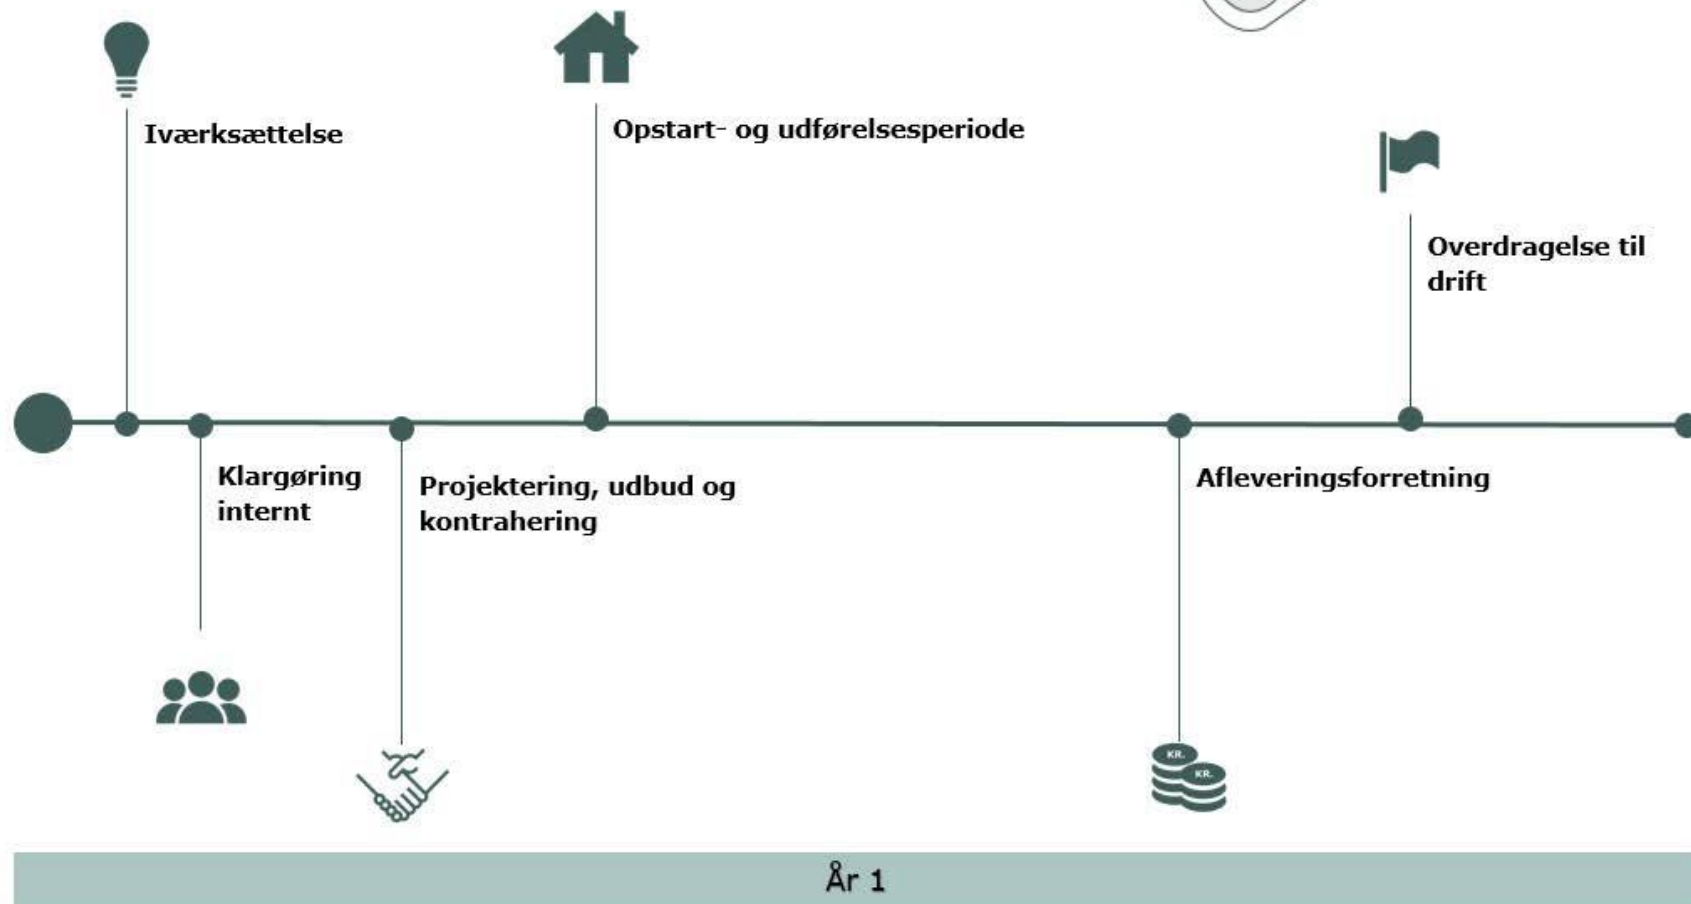 Iværksættelse
Opstart- og udførelsesperiode
Overdragelse til
drift
Klargøring
internt
Projektering, udbud og
kontrahering
Afleveringsforretning
KR.
KR.
År 1